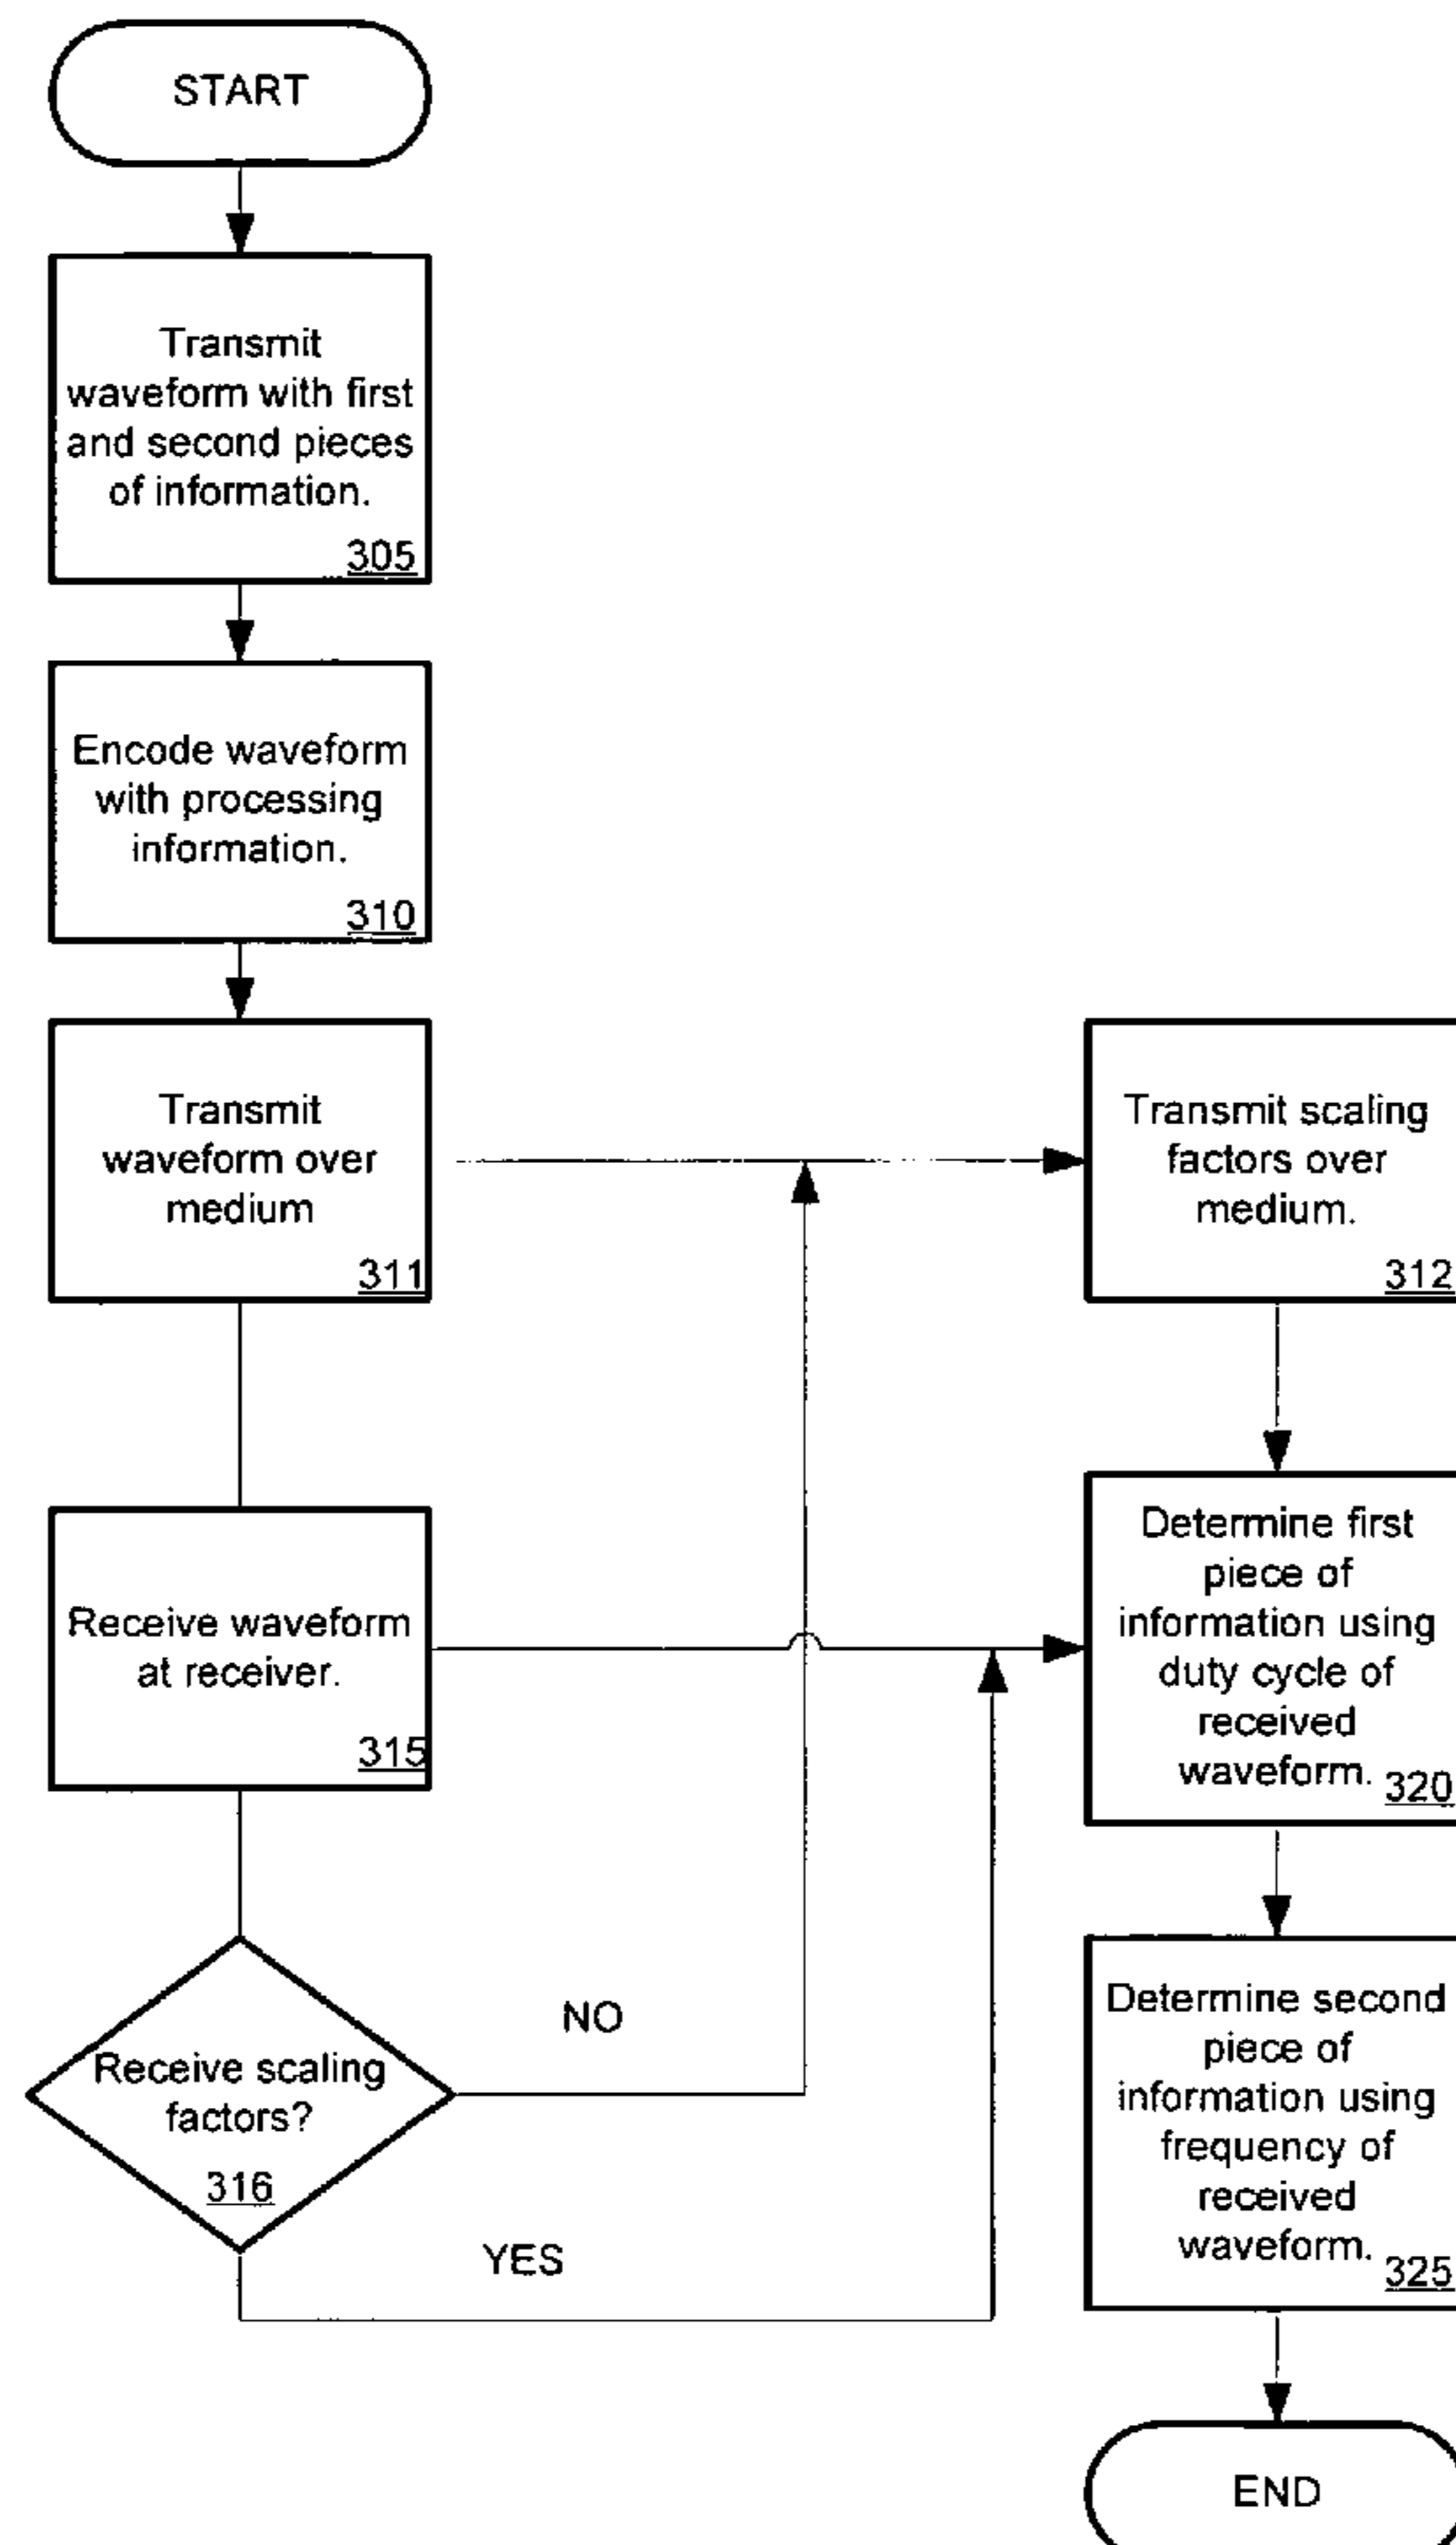 START
Transmit
waveform with first
and second pieces
of information.
305
Encode waveform
with processing
information.
310
Transmit
waveform over
medium
311
Transmit scaling
factors over
medium.
312
Receive waveform
at receiver.
315
Determine first
piece of
information using
duty cycle of
received
waveform.
320
Receive scaling
factors?
316
NO
YES
Determine second
piece of
information using
frequency of
received
waveform.
325
END